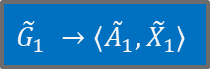 G̃₁ → ⟨Ã₁, X̃₁⟩